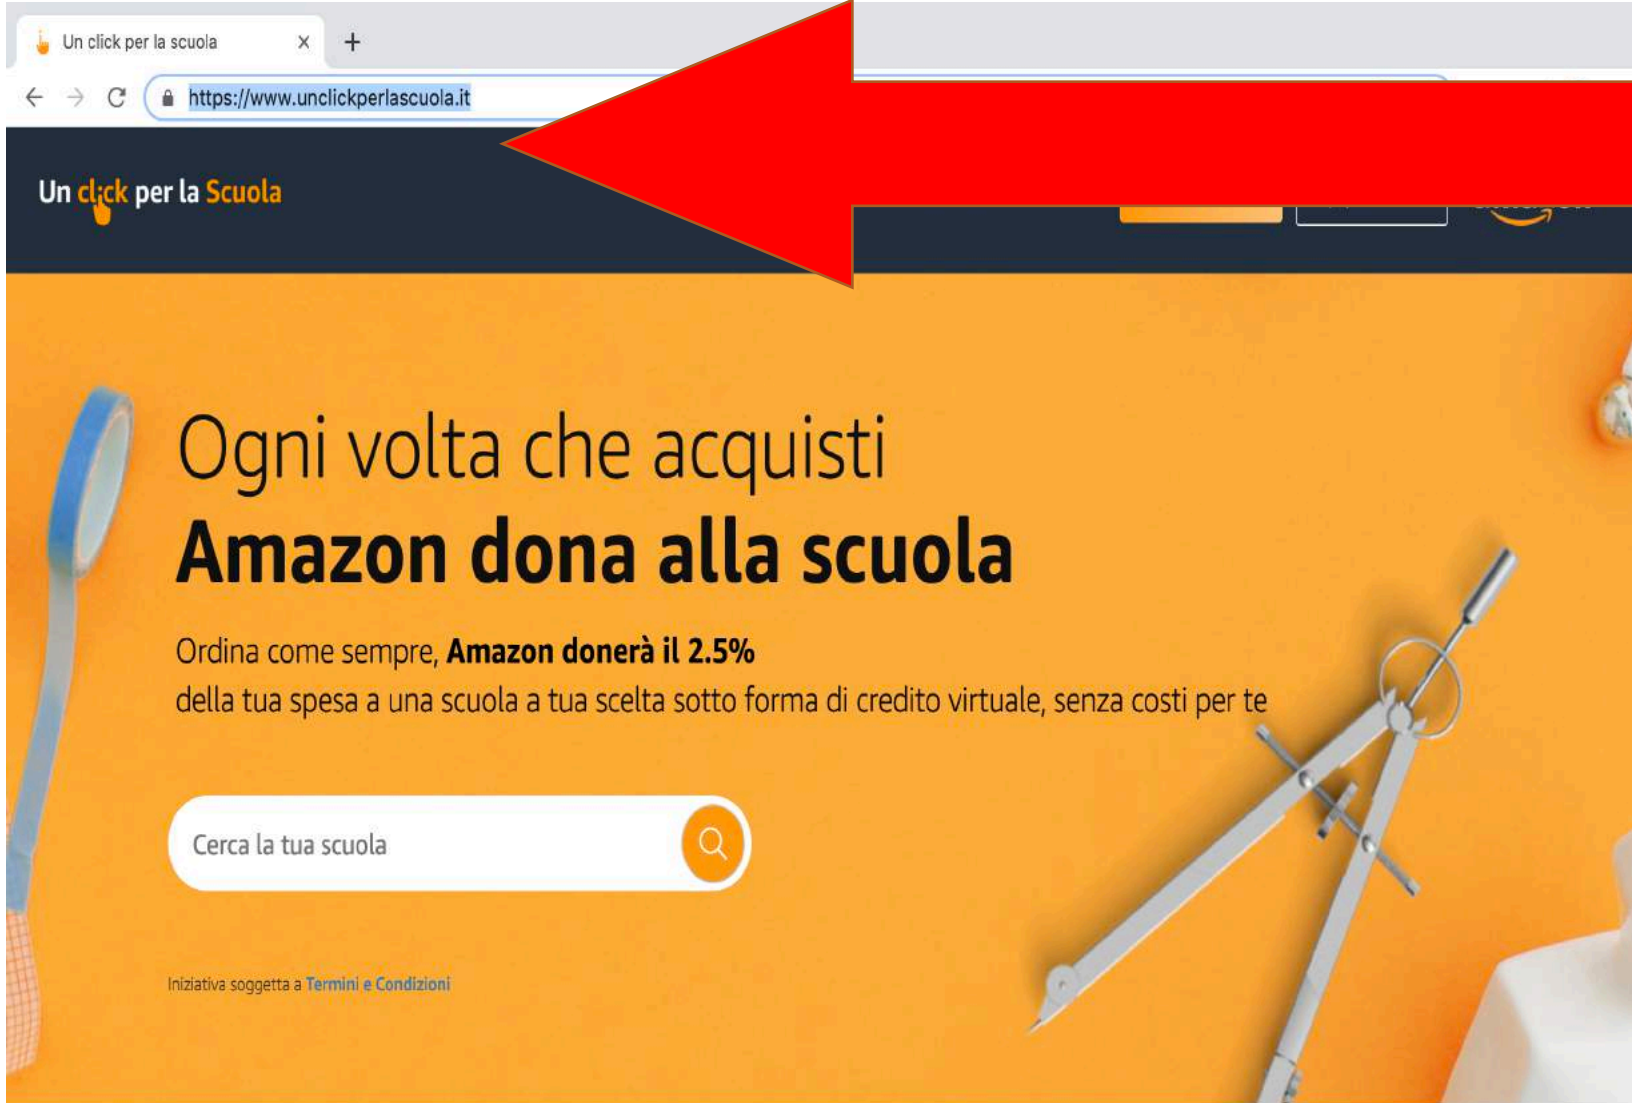 Un click per la scuola
https://www.unclickperlascuola.it
Un click per la Scuola
Ogni volta che acquisti
Amazon dona alla scuola
Ordina come sempre, Amazon donerà il 2.5%
della tua spesa a una scuola a tua scelta sotto forma di credito virtuale, senza costi per te
Cerca la tua scuola
Iniziativa soggetta a Termini e Condizioni